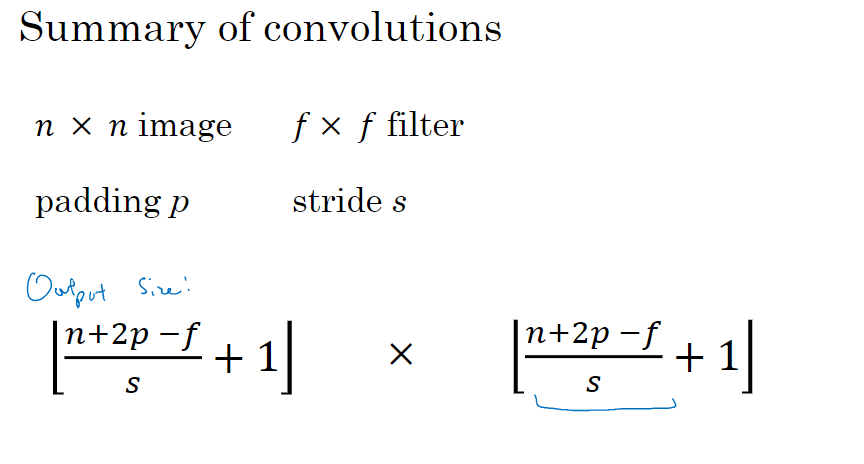 Summary of convolutions
n × n image f × f filter
padding p stride s
Output Size:
⌊(n+2p −f)/s + 1⌋ × ⌊(n+2p −f)/s + 1⌋